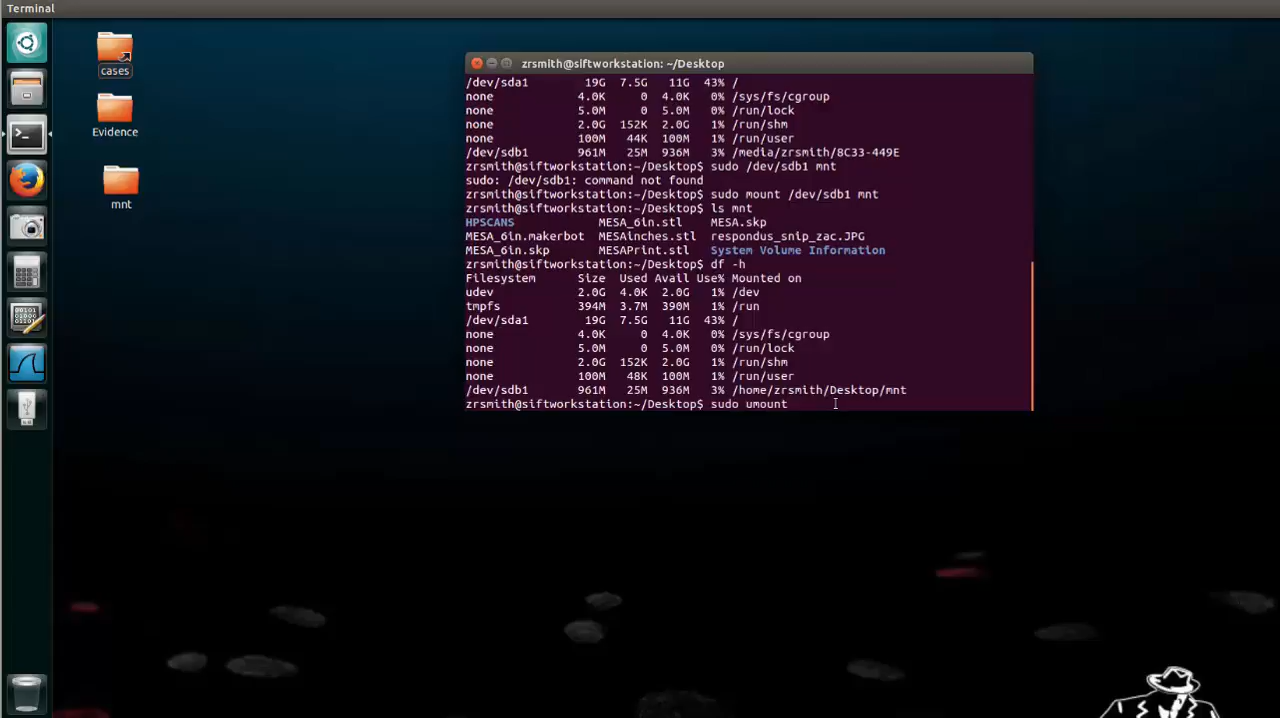 Terminal
cases
Evidence
mnt
zrsmith@siftworkstation: ~/Desktop
/dev/sda1 19G 7.5G 11G 43% /
none 4.0K 0 4.0K 0% /sys/fs/cgroup
none 5.0M 0 5.0M 0% /run/lock
none 2.0G 152K 2.0G 1% /run/shm
none 100M 44K 100M 1% /run/user
/dev/sdb1 961M 25M 936M 3% /media/zrsmith/8C33-449E
zrsmith@siftworkstation:~/Desktop$ sudo /dev/sdb1 mnt
sudo: /dev/sdb1: command not found
zrsmith@siftworkstation:~/Desktop$ sudo mount /dev/sdb1 mnt
zrsmith@siftworkstation:~/Desktop$ ls mnt
HPSCANS MESA_6in.stl MESA.skp
MESA_6in.makerbot MESAinches.stl respondus_snip_zac.JPG
MESA_6in.skp MESAPrint.stl System Volume Information
zrsmith@siftworkstation:~/Desktop$ df -h
Filesystem Size Used Avail Use% Mounted on
udev 2.0G 4.0K 2.0G 1% /dev
tmpfs 394M 3.7M 390M 1% /run
/dev/sda1 19G 7.5G 11G 43% /
none 4.0K 0 4.0K 0% /sys/fs/cgroup
none 5.0M 0 5.0M 0% /run/lock
none 2.0G 152K 2.0G 1% /run/shm
none 100M 48K 100M 1% /run/user
/dev/sdb1 961M 25M 936M 3% /home/zrsmith/Desktop/mnt
zrsmith@siftworkstation:~/Desktop$ sudo umount